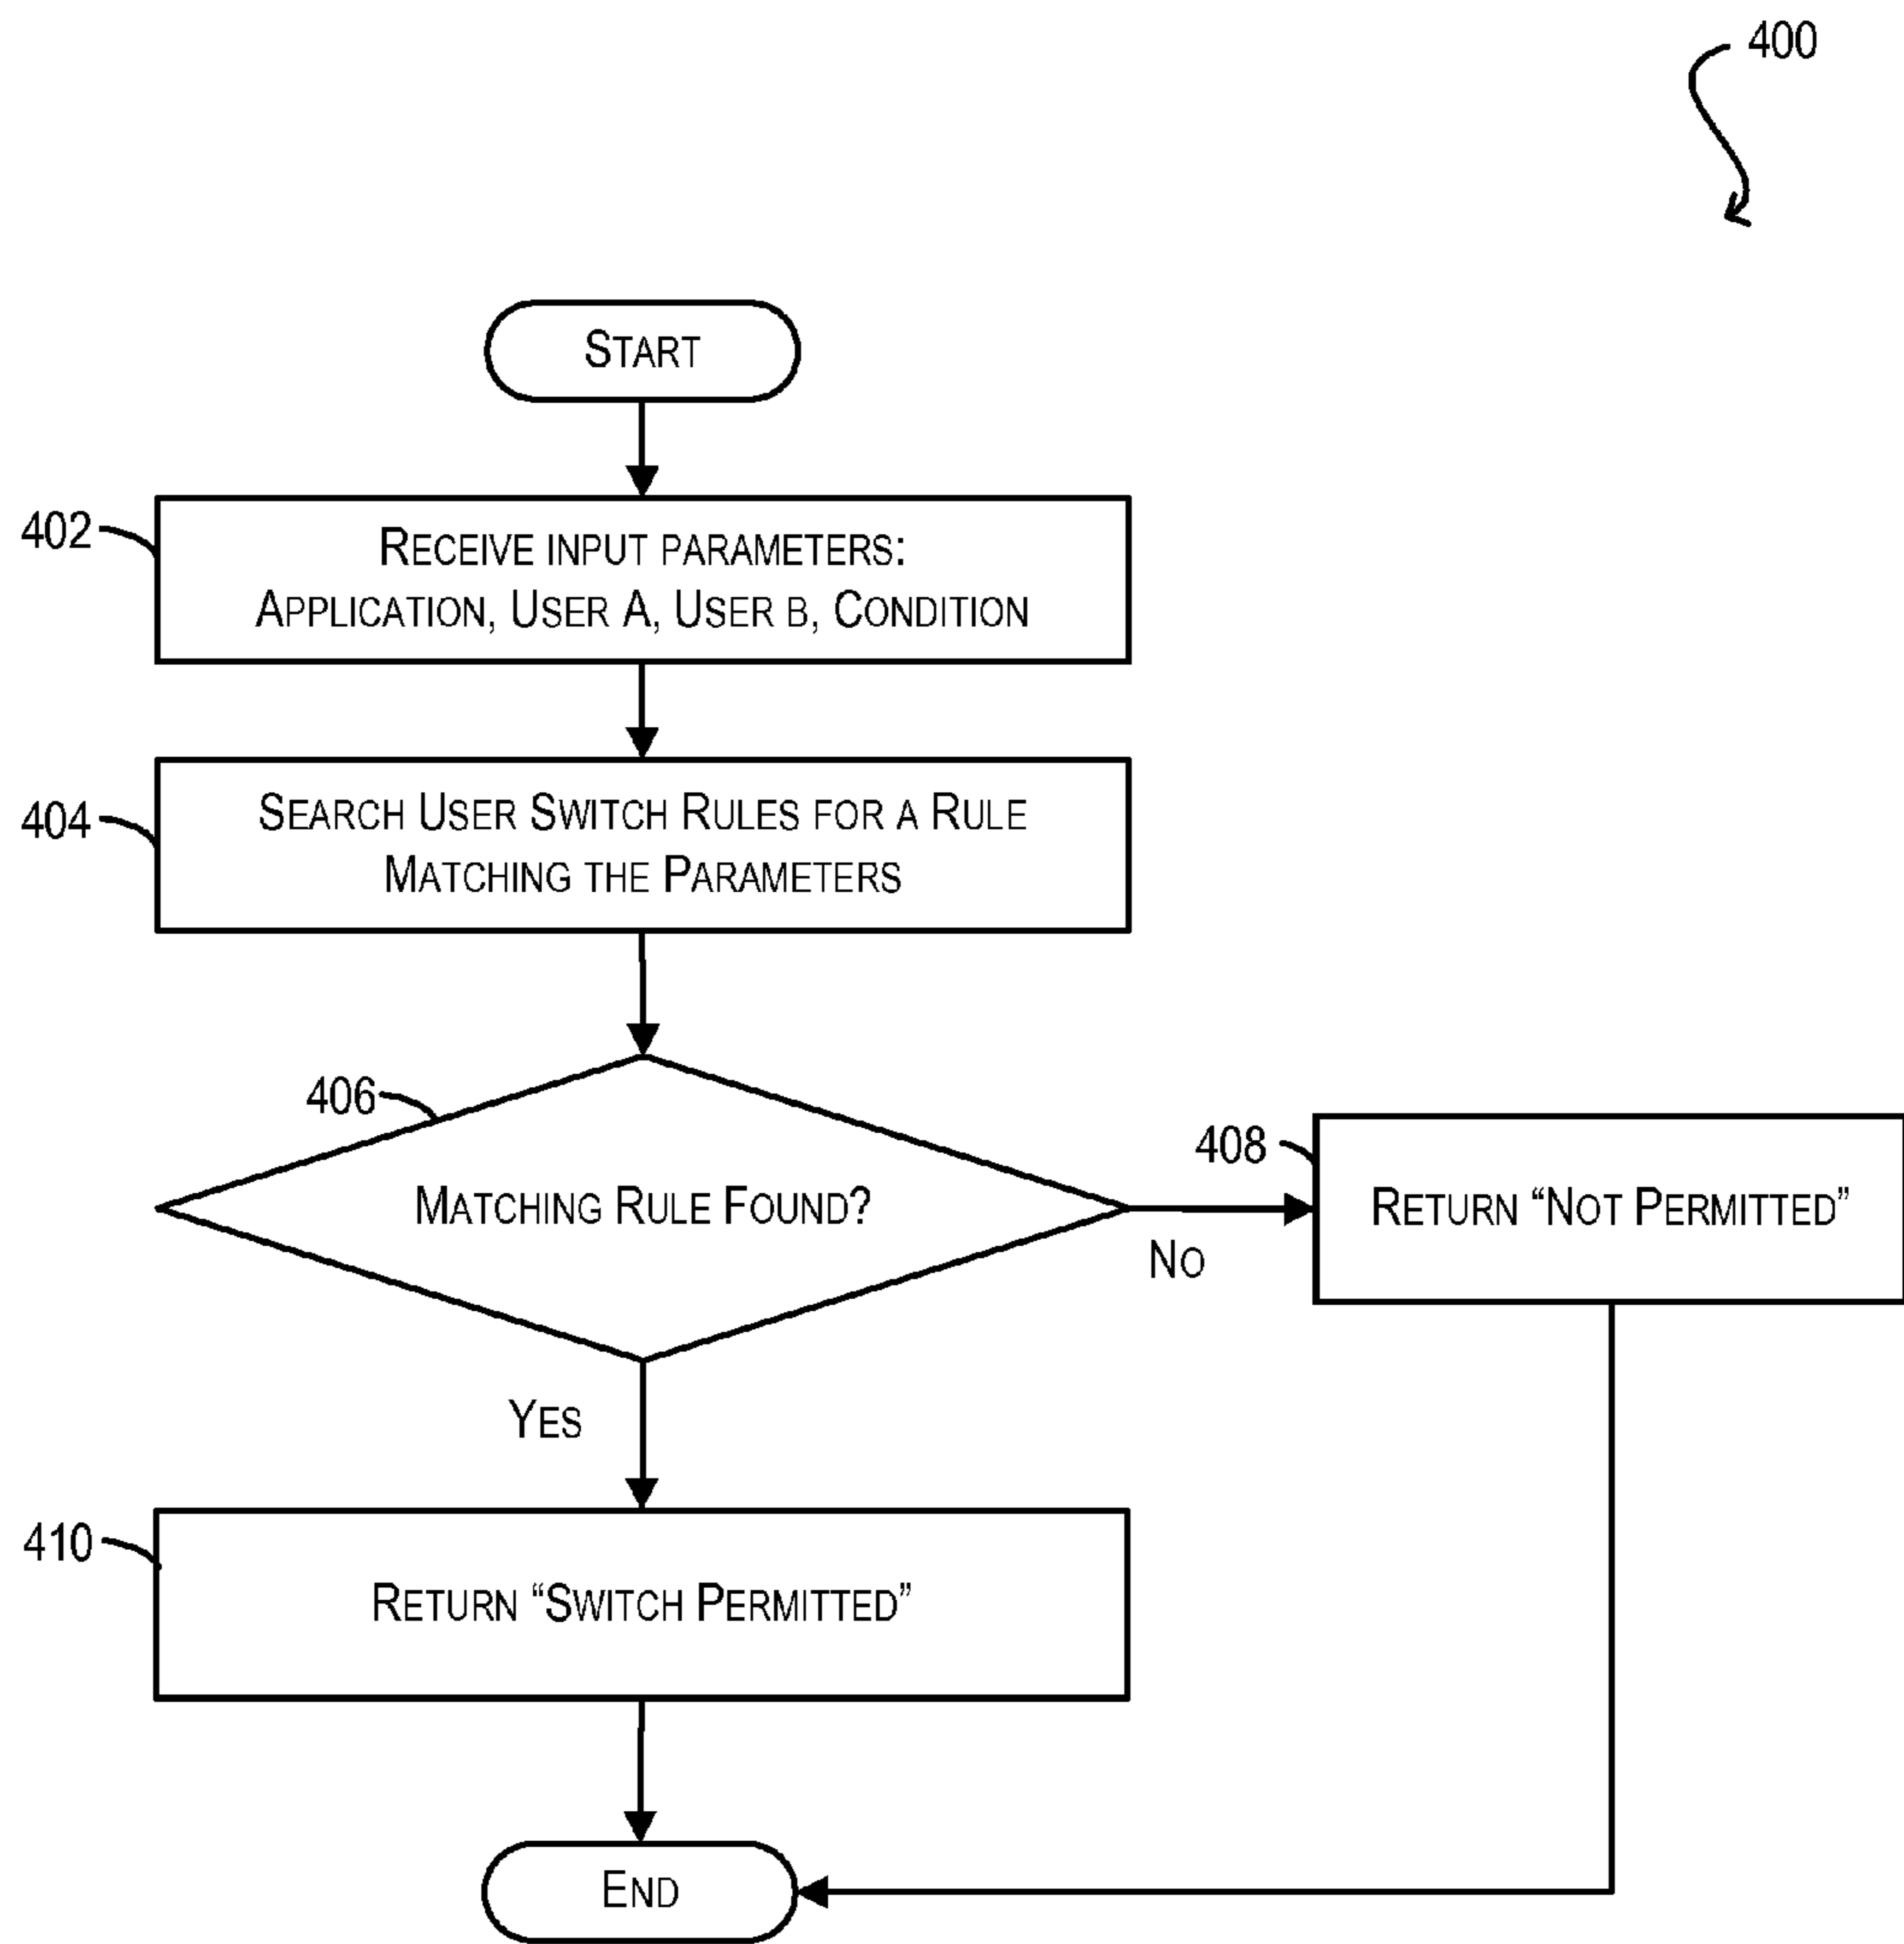 400
START
402
RECEIVE INPUT PARAMETERS:
APPLICATION, USER A, USER B, CONDITION
404
SEARCH USER SWITCH RULES FOR A RULE
MATCHING THE PARAMETERS
406
MATCHING RULE FOUND?
408
RETURN “NOT PERMITTED”
NO
YES
410
RETURN “SWITCH PERMITTED”
END